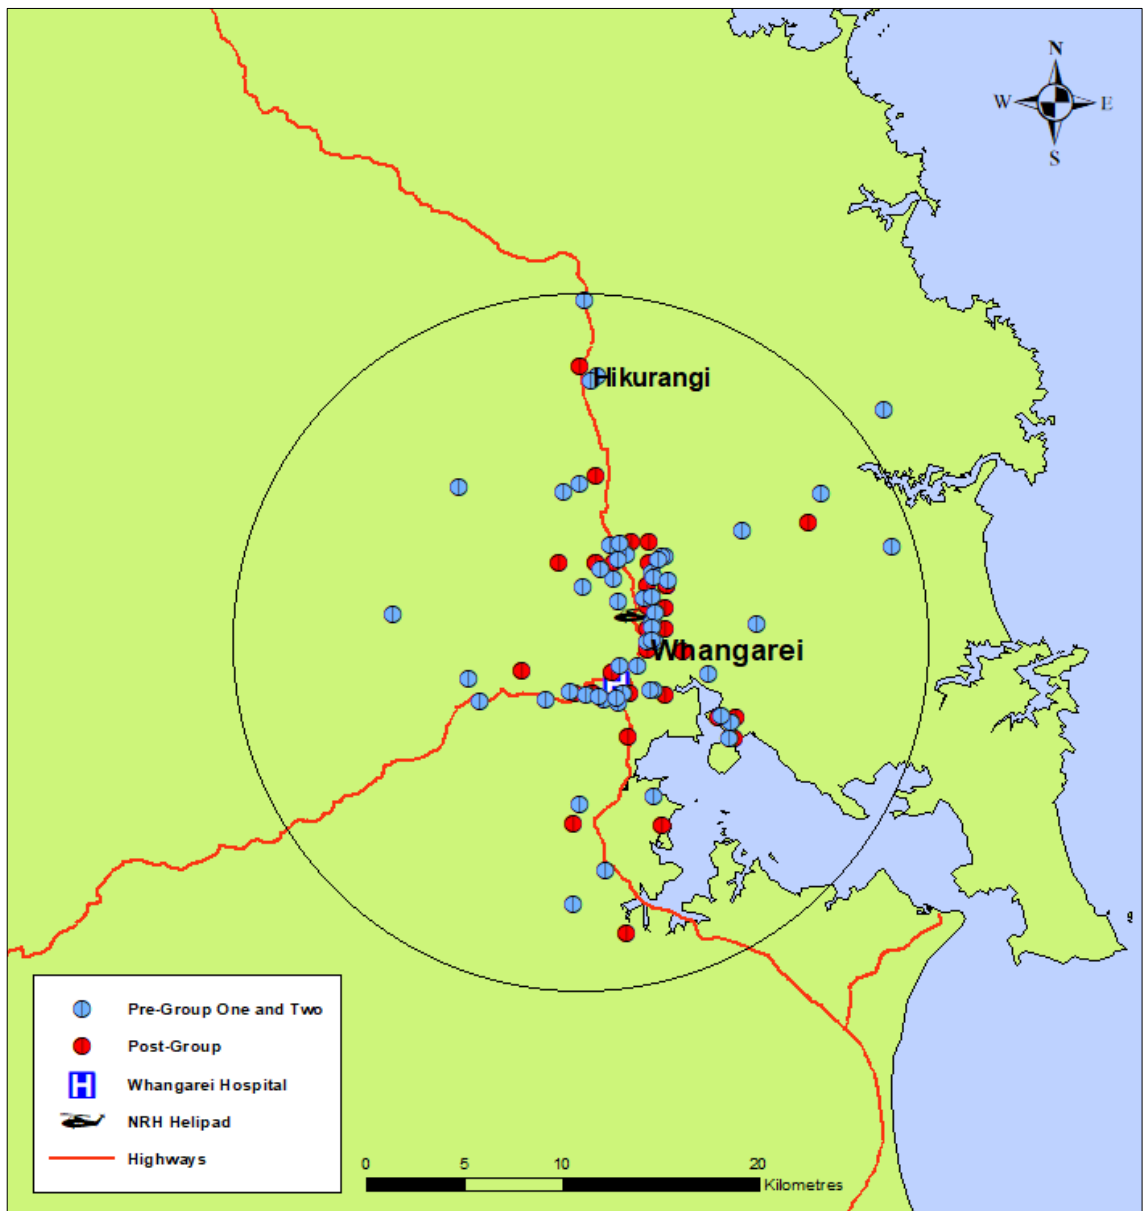 N
W E
S
Hikurangi
Whangarei
Pre-Group One and Two
Post-Group
H Whangarei Hospital
NRH Helipad
Highways
0 5 10 20
Kilometres